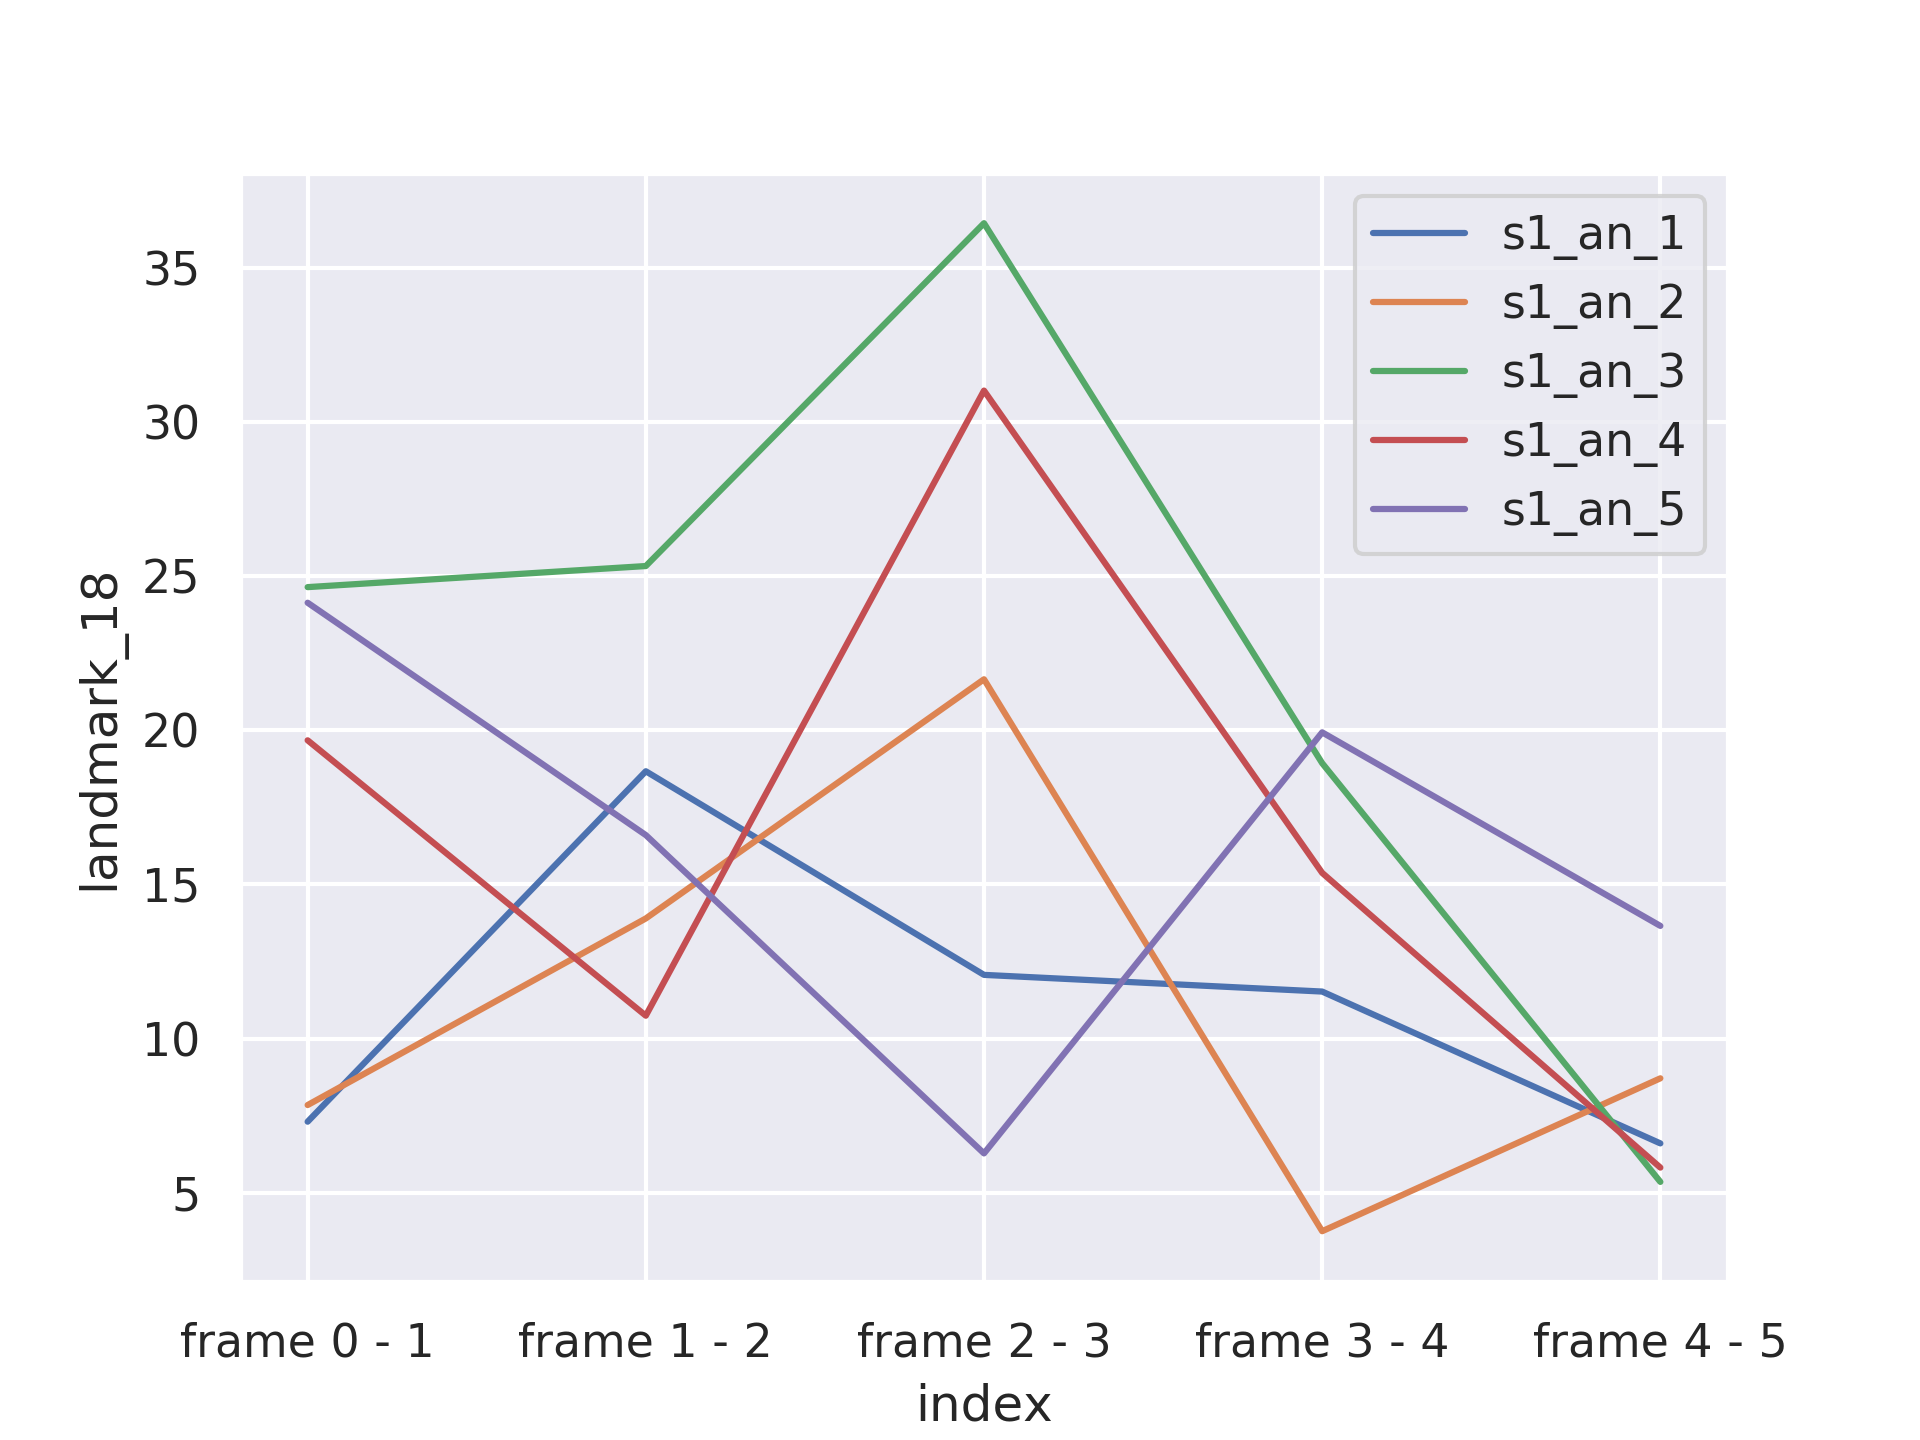 s1_an_1
s1_an_2
s1_an_3
s1_an_4
s1_an_5
35
30
25
20
15
10
5
landmark_18
frame 0 - 1 frame 1 - 2 frame 2 - 3 frame 3 - 4 frame 4 - 5
index